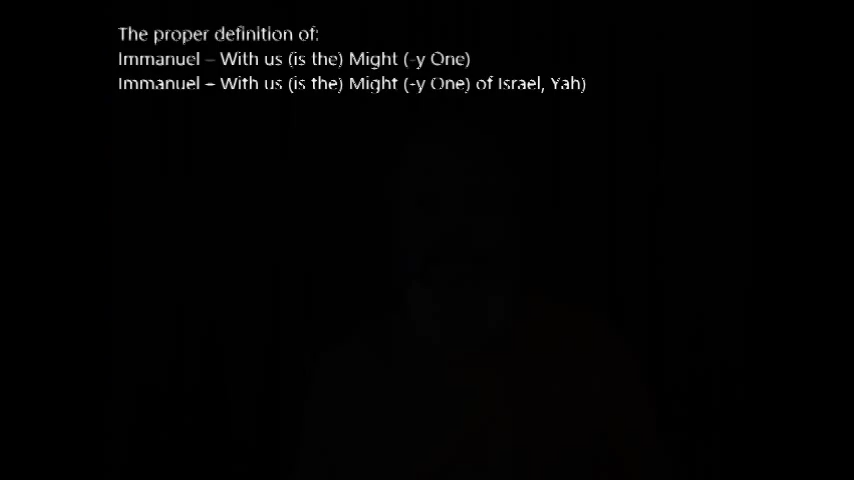 The proper definition of:
Immanuel – With us (is the) Might (-y One)
Immanuel – With us (is the) Might (-y One) of Israel, Yah)